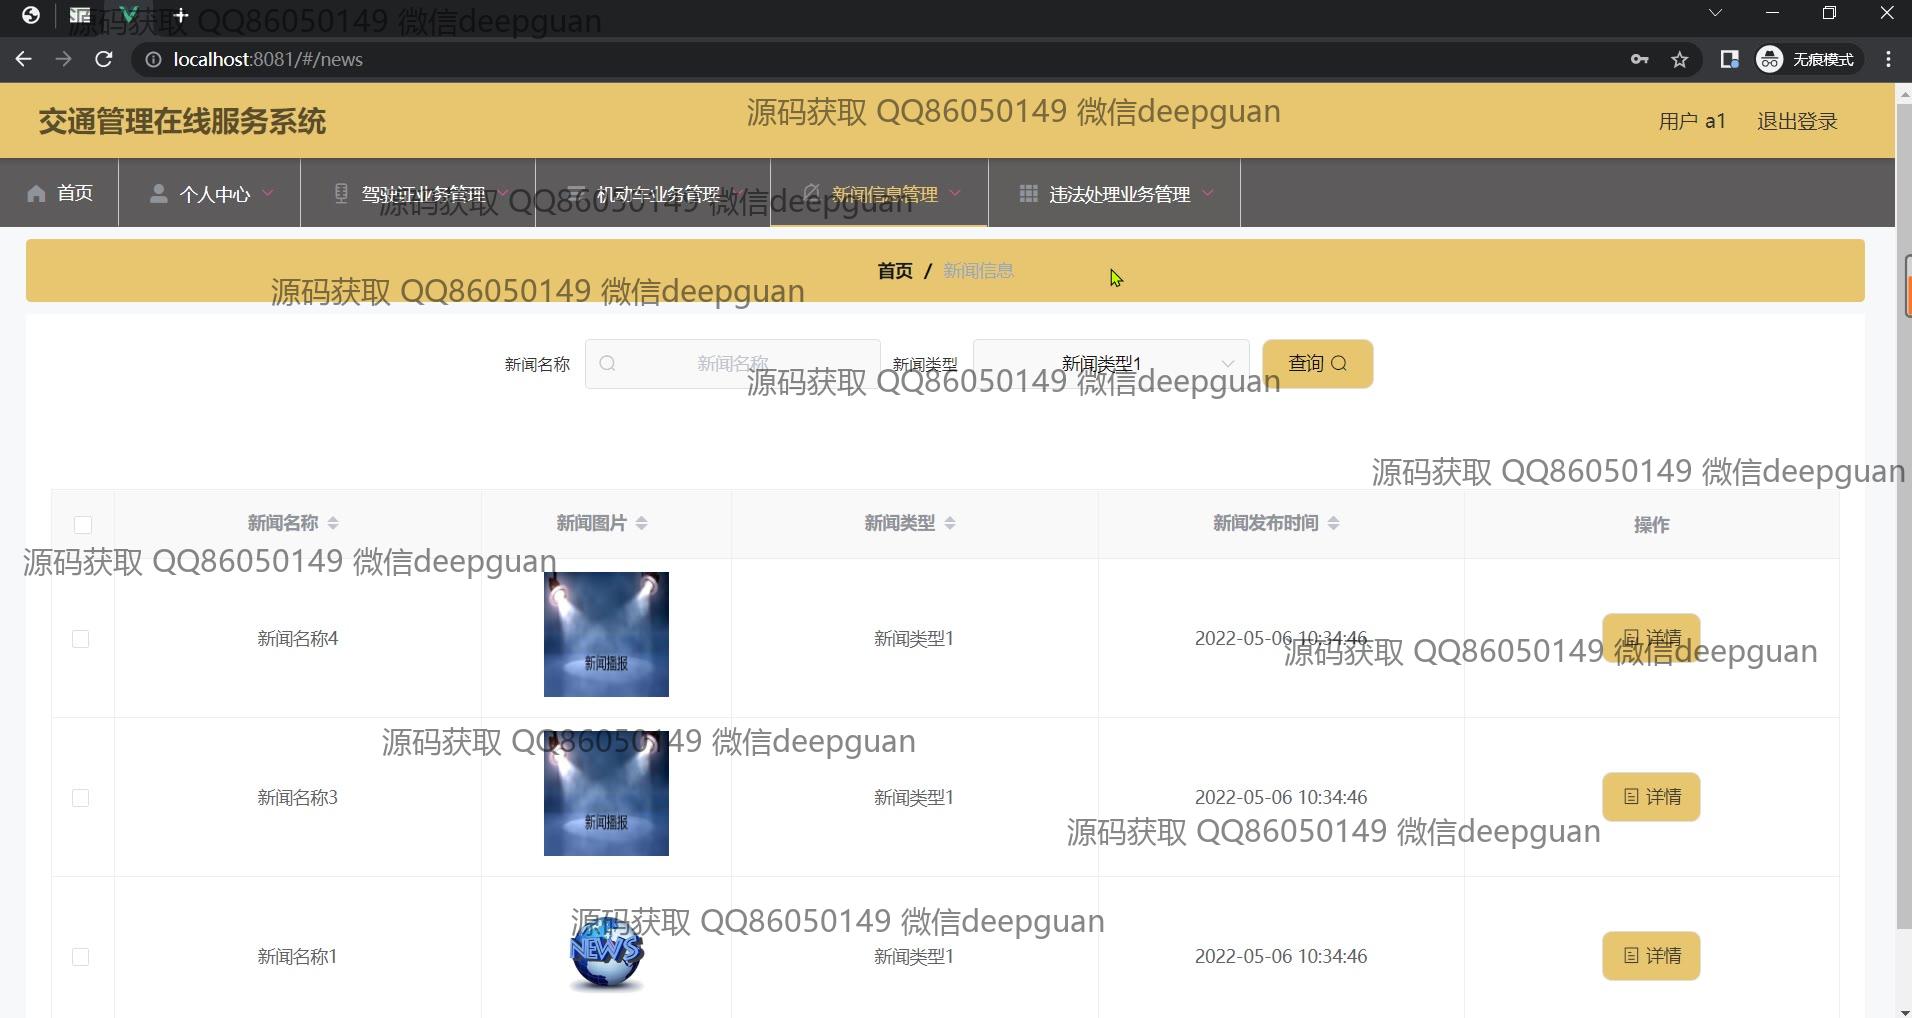 源码获取 QQ86050149 微信deepguan
localhost:8081/#/news
无痕模式
交通管理在线服务系统
源码获取 QQ86050149 微信deepguan
用户 a1
退出登录
首页
个人中心
驾驶证业务管理
机动车业务管理
新闻信息管理
违法处理业务管理
源码获取 QQ86050149 微信deepguan
首页 / 新闻信息
源码获取 QQ86050149 微信deepguan
新闻名称
新闻名称
新闻类型
新闻类型1
查询
源码获取 QQ86050149 微信deepguan
源码获取 QQ86050149 微信deepguan
新闻名称
新闻图片
新闻类型
新闻发布时间
操作
源码获取 QQ86050149 微信deepguan
新闻名称4
新闻播报
新闻类型1
2022-05-06 10:34:46
详情
源码获取 QQ86050149 微信deepguan
源码获取 QQ86050149 微信deepguan
新闻名称3
新闻播报
新闻类型1
2022-05-06 10:34:46
详情
源码获取 QQ86050149 微信deepguan
源码获取 QQ86050149 微信deepguan
新闻名称1
NEWS
新闻类型1
2022-05-06 10:34:46
详情